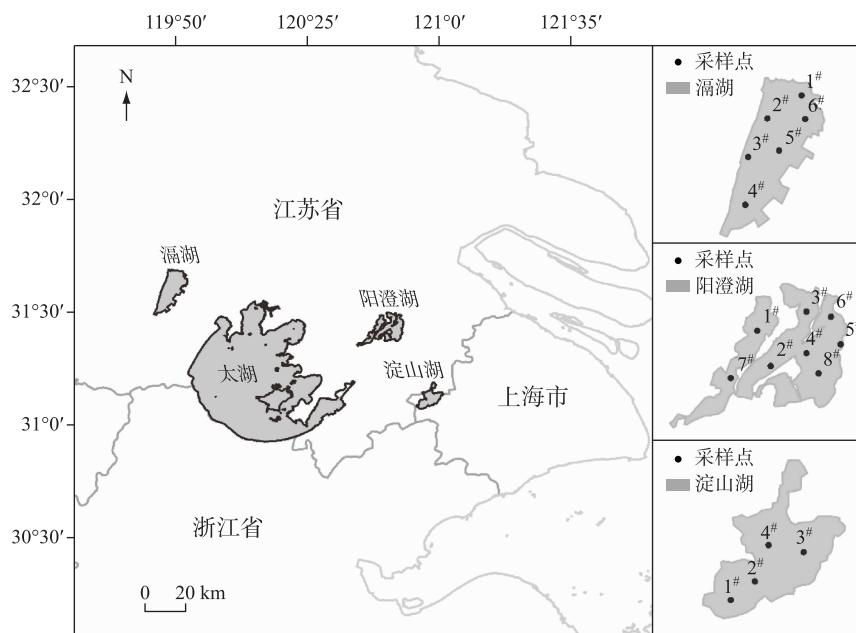 119°50′ 120°25′ 121°0′ 121°35′
32°30′
32°0′
31°30′
31°0′
30°30′
N
江苏省
滆湖
阳澄湖
太湖
淀山湖
上海市
浙江省
0 20 km
采样点
滆湖
1#
2#
6#
3#
5#
4#
采样点
阳澄湖
3#
6#
1#
5#
4#
2#
8#
7#
采样点
淀山湖
4#
3#
2#
1#